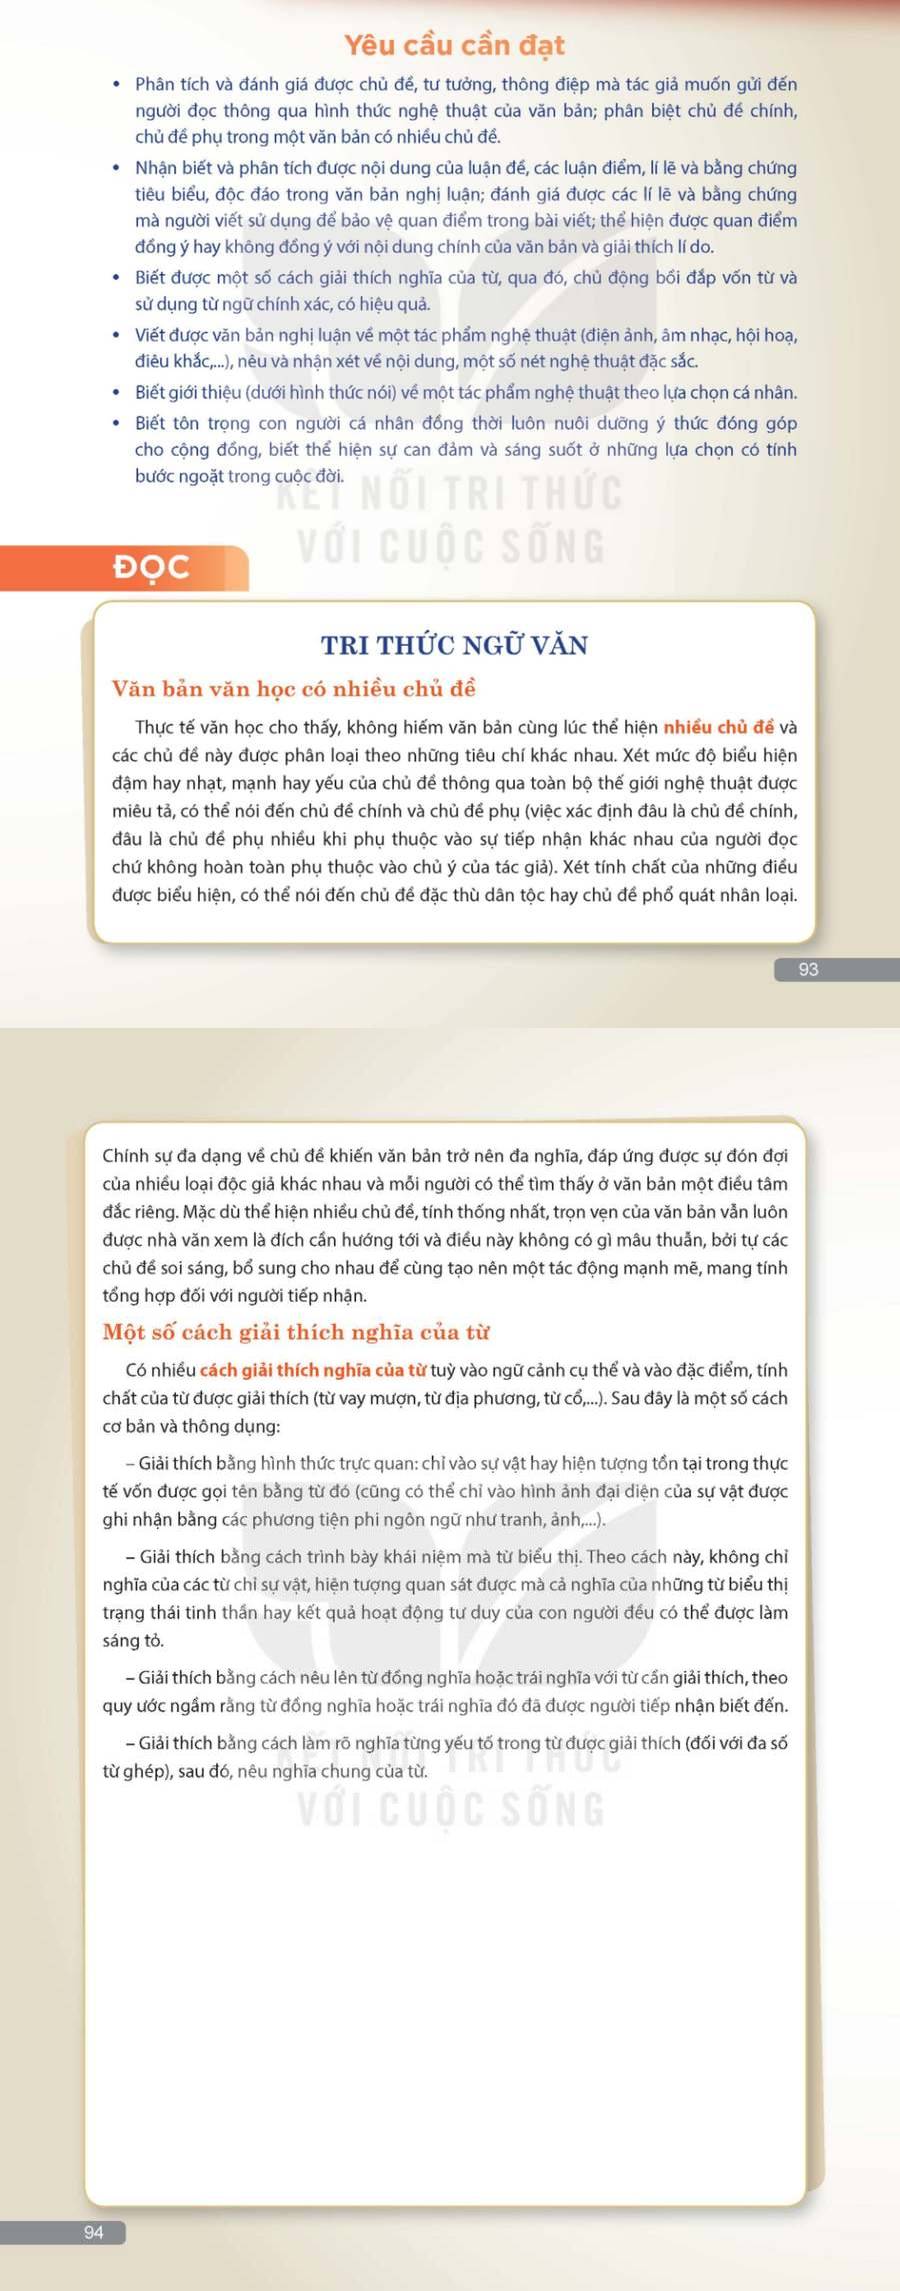 Yêu cầu cần đạt
• Phân tích và đánh giá được chủ đề, tư tưởng, thông điệp mà tác giả muốn gửi đến
người đọc thông qua hình thức nghệ thuật của văn bản; phân biệt chủ đề chính,
chủ đề phụ trong một văn bản có nhiều chủ đề.
• Nhận biết và phân tích được nội dung của luận đề, các luận điểm, lí lẽ và bằng chứng
tiêu biểu, độc đáo trong văn bản nghị luận; đánh giá được các lí lẽ và bằng chứng
mà người viết sử dụng để bảo vệ quan điểm trong bài viết; thể hiện được quan điểm
đồng ý hay không đồng ý với nội dung chính của văn bản và giải thích lí do.
• Biết được một số cách giải thích nghĩa của từ, qua đó, chủ động bồi đắp vốn từ và
sử dụng từ ngữ chính xác, có hiệu quả.
• Viết được văn bản nghị luận về một tác phẩm nghệ thuật (điện ảnh, âm nhạc, hội hoạ,
điêu khắc,...), nêu và nhận xét về nội dung, một số nét nghệ thuật đặc sắc.
• Biết giới thiệu (dưới hình thức nói) về một tác phẩm nghệ thuật theo lựa chọn cá nhân.
• Biết tôn trọng con người cá nhân đồng thời luôn nuôi dưỡng ý thức đóng góp
cho cộng đồng, biết thể hiện sự can đảm và sáng suốt ở những lựa chọn có tính
bước ngoặt trong cuộc đời.
KẾT NỐI TRI THỨC
VỚI CUỘC SỐNG
ĐỌC
TRI THỨC NGỮ VĂN
Văn bản văn học có nhiều chủ đề
Thực tế văn học cho thấy, không hiếm văn bản cùng lúc thể hiện nhiều chủ đề và
các chủ đề này được phân loại theo những tiêu chí khác nhau. Xét mức độ biểu hiện
đậm hay nhạt, mạnh hay yếu của chủ đề thông qua toàn bộ thế giới nghệ thuật được
miêu tả, có thể nói đến chủ đề chính và chủ đề phụ (việc xác định đâu là chủ đề chính,
đâu là chủ đề phụ nhiều khi phụ thuộc vào sự tiếp nhận khác nhau của người đọc
chứ không hoàn toàn phụ thuộc vào chủ ý của tác giả). Xét tính chất của những điều
được biểu hiện, có thể nói đến chủ đề đặc thù dân tộc hay chủ đề phổ quát nhân loại.
93
Chính sự đa dạng về chủ đề khiến văn bản trở nên đa nghĩa, đáp ứng được sự đón đợi
của nhiều loại độc giả khác nhau và mỗi người có thể tìm thấy ở văn bản một điều tâm
đắc riêng. Mặc dù thể hiện nhiều chủ đề, tính thống nhất, trọn vẹn của văn bản vẫn luôn
được nhà văn xem là đích cần hướng tới và điều này không có gì mâu thuẫn, bởi tự các
chủ đề soi sáng, bổ sung cho nhau để cùng tạo nên một tác động mạnh mẽ, mang tính
tổng hợp đối với người tiếp nhận.
Một số cách giải thích nghĩa của từ
Có nhiều cách giải thích nghĩa của từ tuỳ vào ngữ cảnh cụ thể và vào đặc điểm, tính
chất của từ được giải thích (từ vay mượn, từ địa phương, từ cổ,...). Sau đây là một số cách
cơ bản và thông dụng:
– Giải thích bằng hình thức trực quan: chỉ vào sự vật hay hiện tượng tồn tại trong thực
tế vốn được gọi tên bằng từ đó (cũng có thể chỉ vào hình ảnh đại diện của sự vật được
ghi nhận bằng các phương tiện phi ngôn ngữ như tranh, ảnh,...).
– Giải thích bằng cách trình bày khái niệm mà từ biểu thị. Theo cách này, không chỉ
nghĩa của các từ chỉ sự vật, hiện tượng quan sát được mà cả nghĩa của những từ biểu thị
trạng thái tinh thần hay kết quả hoạt động tư duy của con người đều có thể được làm
sáng tỏ.
– Giải thích bằng cách nêu lên từ đồng nghĩa hoặc trái nghĩa với từ cần giải thích, theo
quy ước ngầm rằng từ đồng nghĩa hoặc trái nghĩa đó đã được người tiếp nhận biết đến.
– Giải thích bằng cách làm rõ nghĩa từng yếu tố trong từ được giải thích (đối với đa số
từ ghép), sau đó, nêu nghĩa chung của từ.
KẾT NỐI TRI THỨC
VỚI CUỘC SỐNG
94